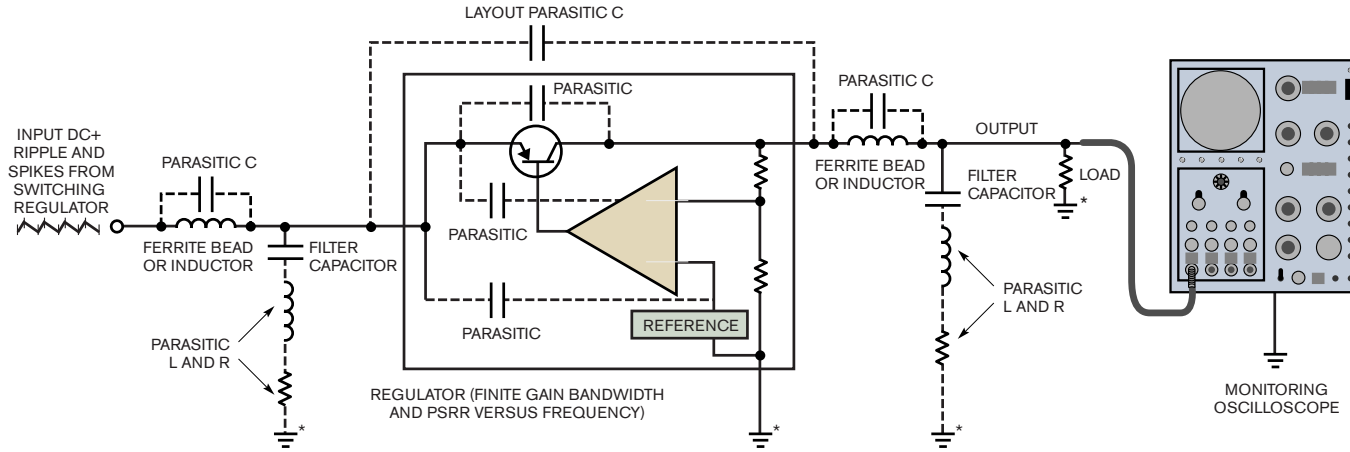 LAYOUT PARASITIC C
INPUT DC+
RIPPLE AND
SPIKES FROM
SWITCHING
REGULATOR
PARASITIC C
FERRITE BEAD
OR INDUCTOR
FILTER
CAPACITOR
PARASITIC
L AND R
*
PARASITIC
PARASITIC
PARASITIC
REFERENCE
REGULATOR (FINITE GAIN BANDWIDTH
AND PSRR VERSUS FREQUENCY)
*
PARASITIC C
FERRITE BEAD
OR INDUCTOR
OUTPUT
FILTER
CAPACITOR
LOAD
*
PARASITIC
L AND R
*
MONITORING
OSCILLOSCOPE